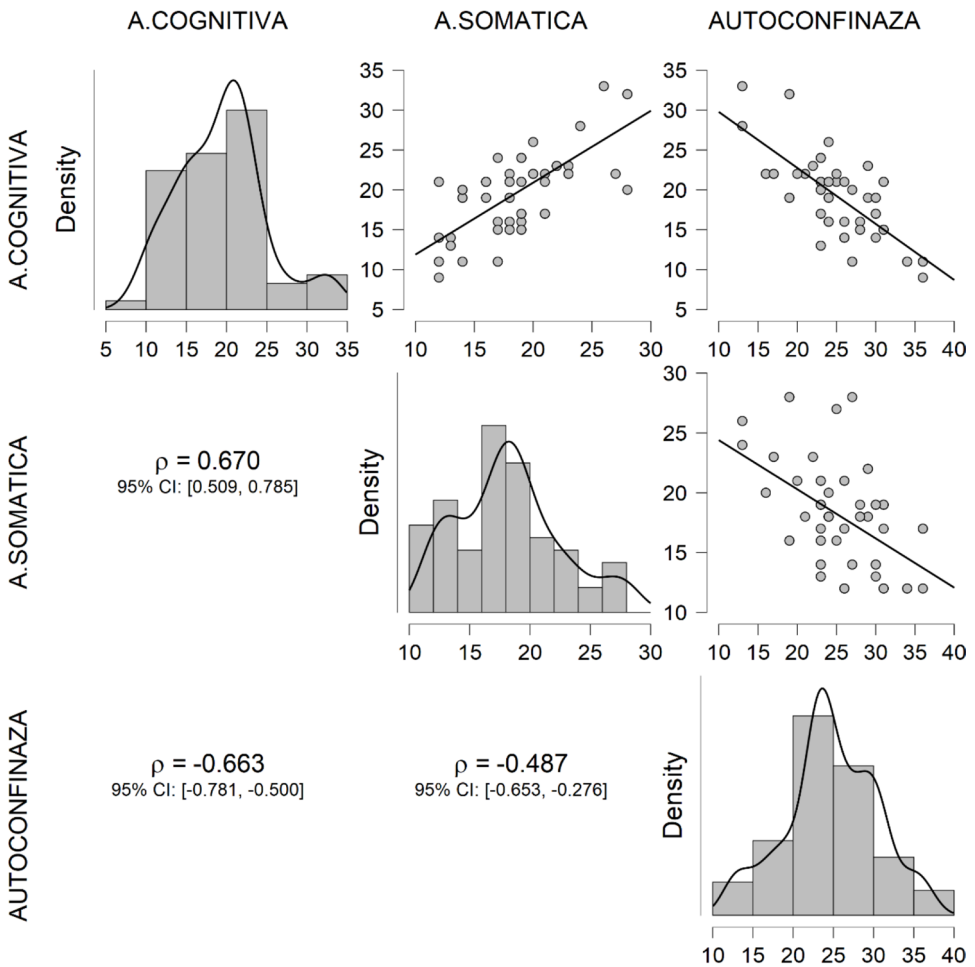 A.COGNITIVA A.SOMATICA AUTOCONFINAZA
A.COGNITIVA
Density
5 10 15 20 25 30 35
35
30
25
20
15
10
5
10 15 20 25 30
35
30
25
20
15
10
5
10 15 20 25 30 35 40
A.SOMATICA
ρ = 0.670
95% CI: [0.509, 0.785]
Density
10 15 20 25 30
30
25
20
15
10
10 15 20 25 30 35 40
AUTOCONFINAZA
ρ = -0.663
95% CI: [-0.781, -0.500]
ρ = -0.487
95% CI: [-0.653, -0.276]
Density
10 15 20 25 30 35 40